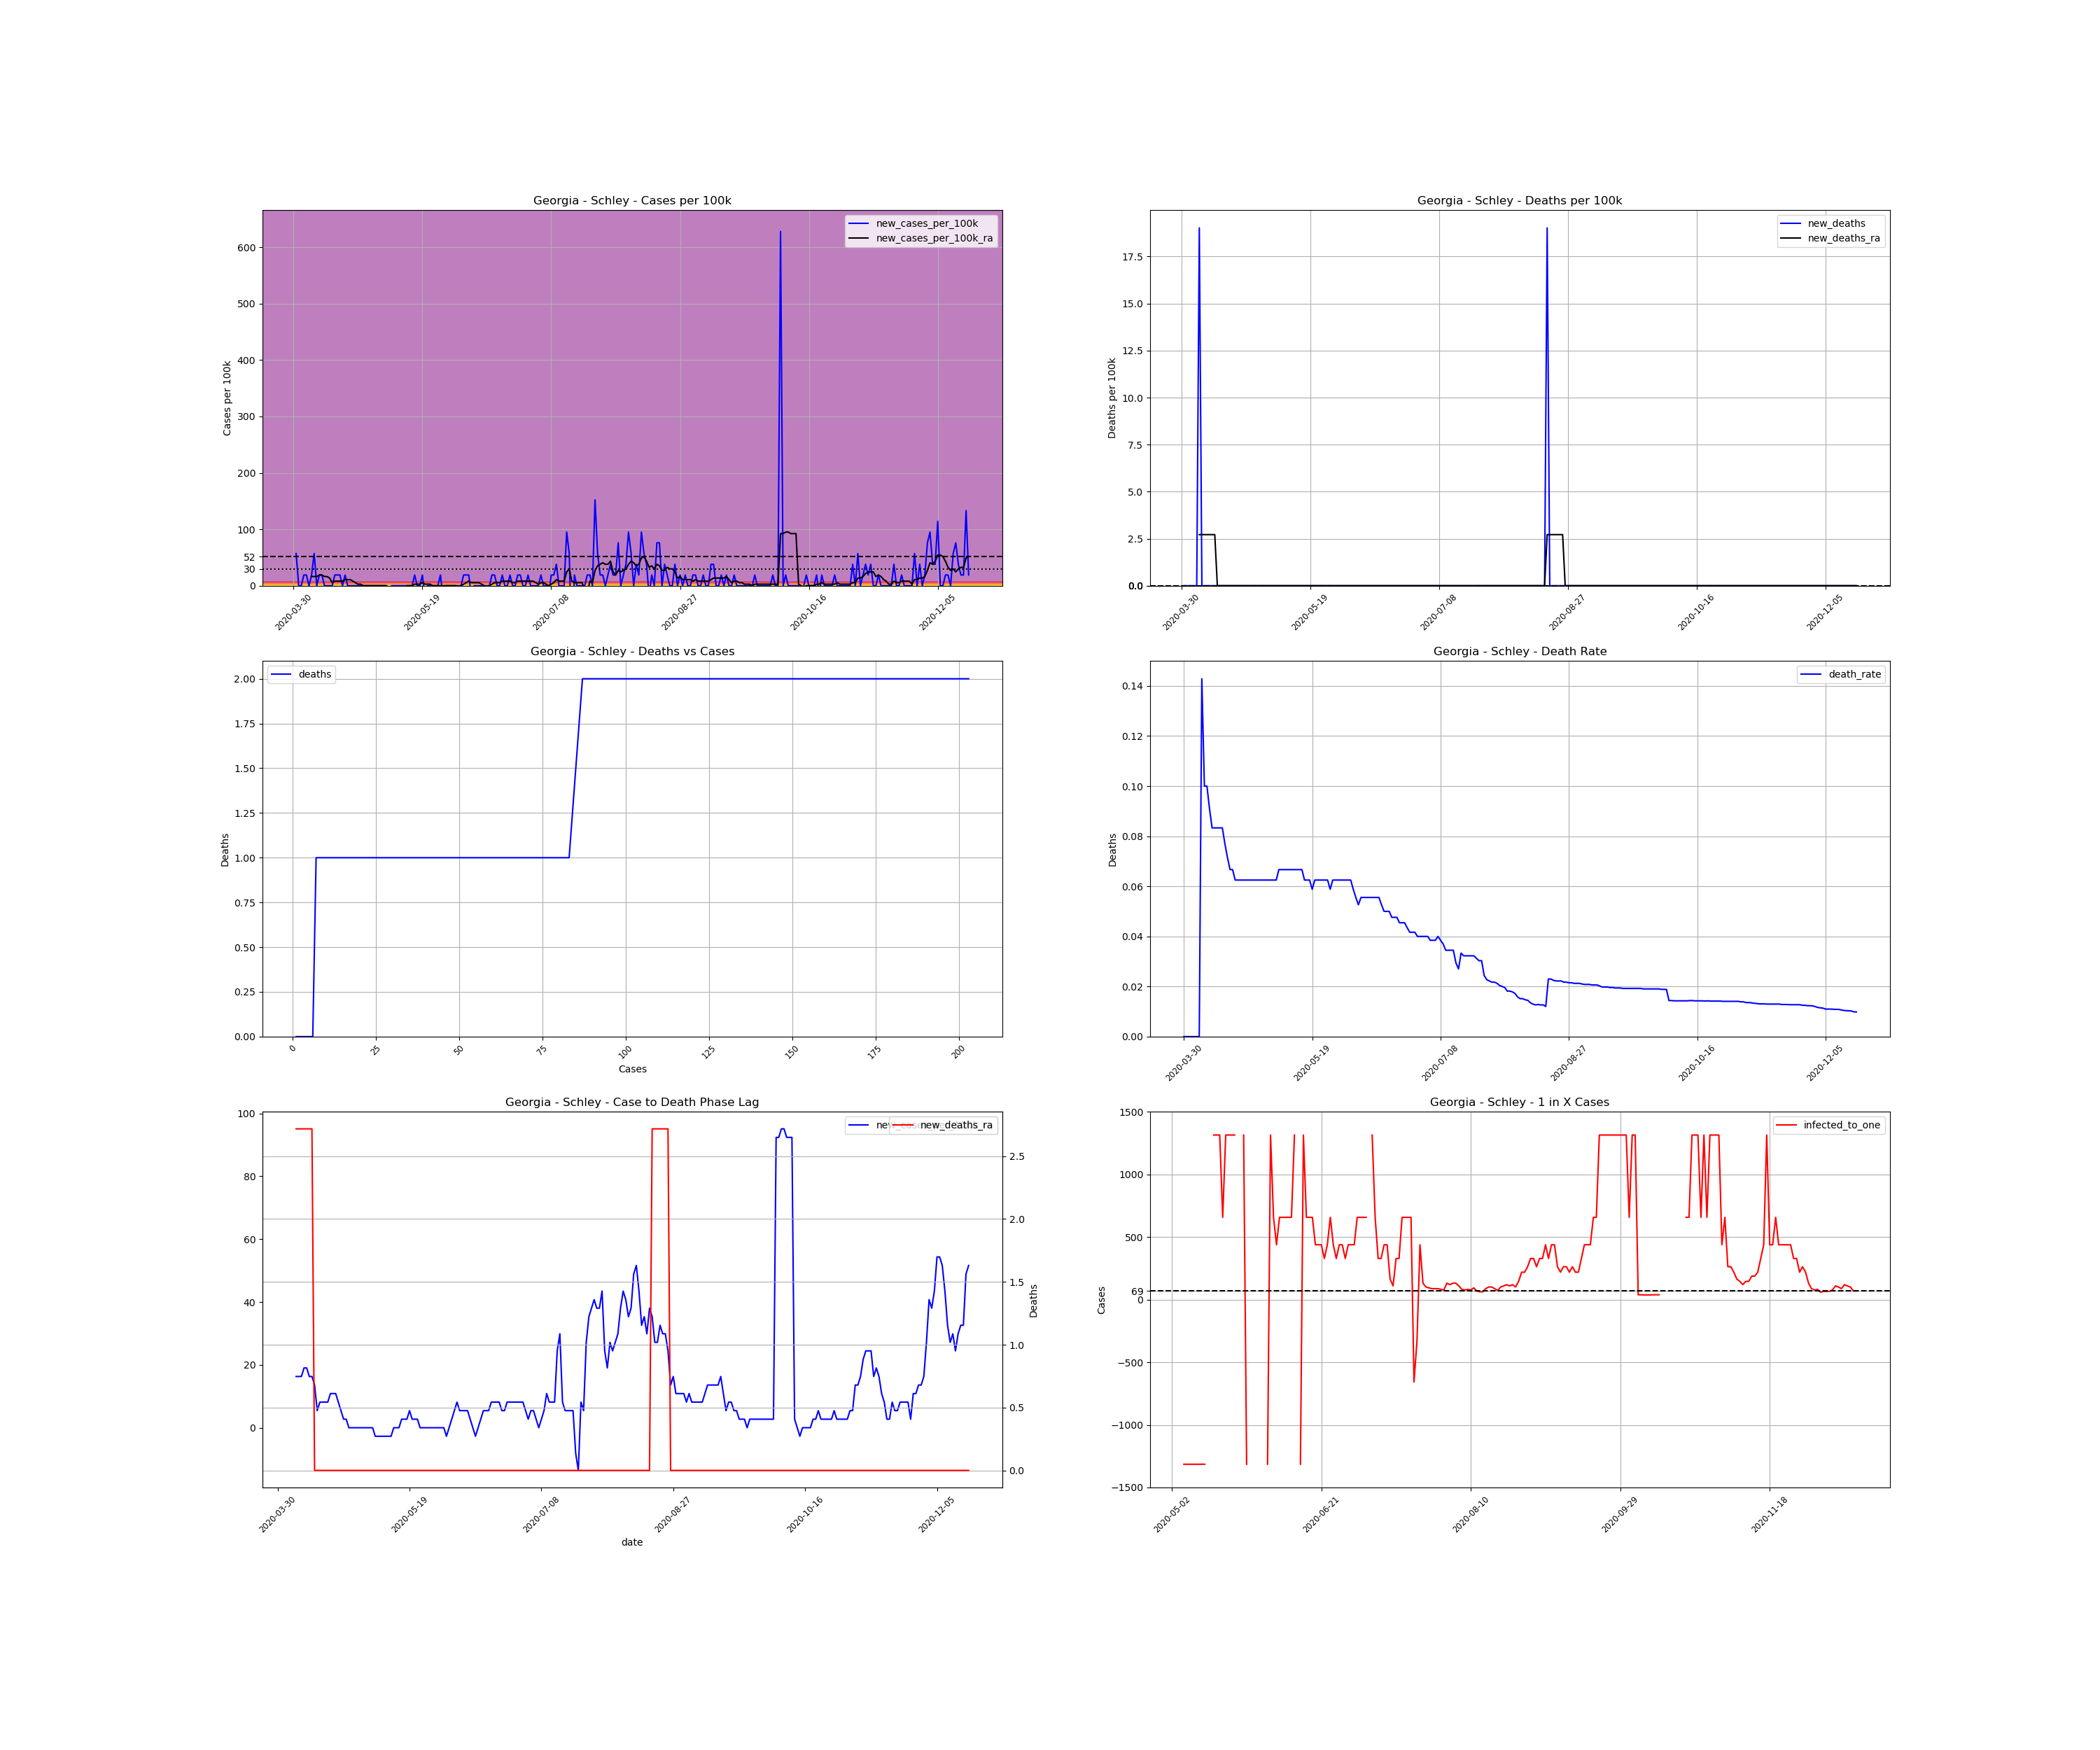 Georgia - Schley - Cases per 100k
new_cases_per_100k
new_cases_per_100k_ra
Cases per 100k
600
500
400
300
200
100
52
30
0
2020-03-30 2020-05-19 2020-07-08 2020-08-27 2020-10-16 2020-12-05
Georgia - Schley - Deaths per 100k
new_deaths
new_deaths_ra
Deaths per 100k
17.5
15.0
12.5
10.0
7.5
5.0
2.5
0.0
2020-03-30 2020-05-19 2020-07-08 2020-08-27 2020-10-16 2020-12-05
Georgia - Schley - Deaths vs Cases
deaths
Deaths
2.00
1.75
1.50
1.25
1.00
0.75
0.50
0.25
0.00
0 25 50 75 100 125 150 175 200
Cases
Georgia - Schley - Death Rate
death_rate
Deaths
0.14
0.12
0.10
0.08
0.06
0.04
0.02
0.00
2020-03-30 2020-05-19 2020-07-08 2020-08-27 2020-10-16 2020-12-05
Georgia - Schley - Case to Death Phase Lag
new_deaths_ra
100
80
60
40
20
0
2.5
2.0
1.5
1.0
0.5
0.0
Deaths
2020-03-30 2020-05-19 2020-07-08 2020-08-27 2020-10-16 2020-12-05
date
Georgia - Schley - 1 in X Cases
infected_to_one
Cases
1500
1000
500
69
0
−500
−1000
−1500
2020-05-02 2020-06-21 2020-08-10 2020-09-29 2020-11-18